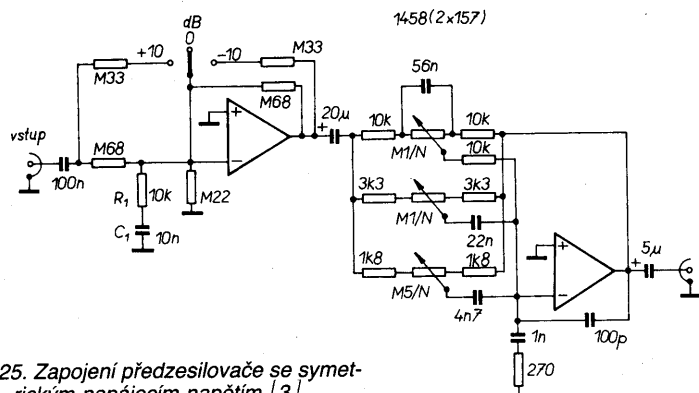 1458 (2×157)
dB
+10
0
-10
M33
M33
M68
56n
vstup
20µ
+
10k
10k
M68
+
-
M1/N
10k
100n
R1
10k
M22
3k3
3k3
M1/N
C1
10n
22n
1k8
1k8
+
-
+
5µ
M5/N
4n7
1n
100p
270
25. Zapojení předzesilovače se symet-
rickým napájecím napětím [3]